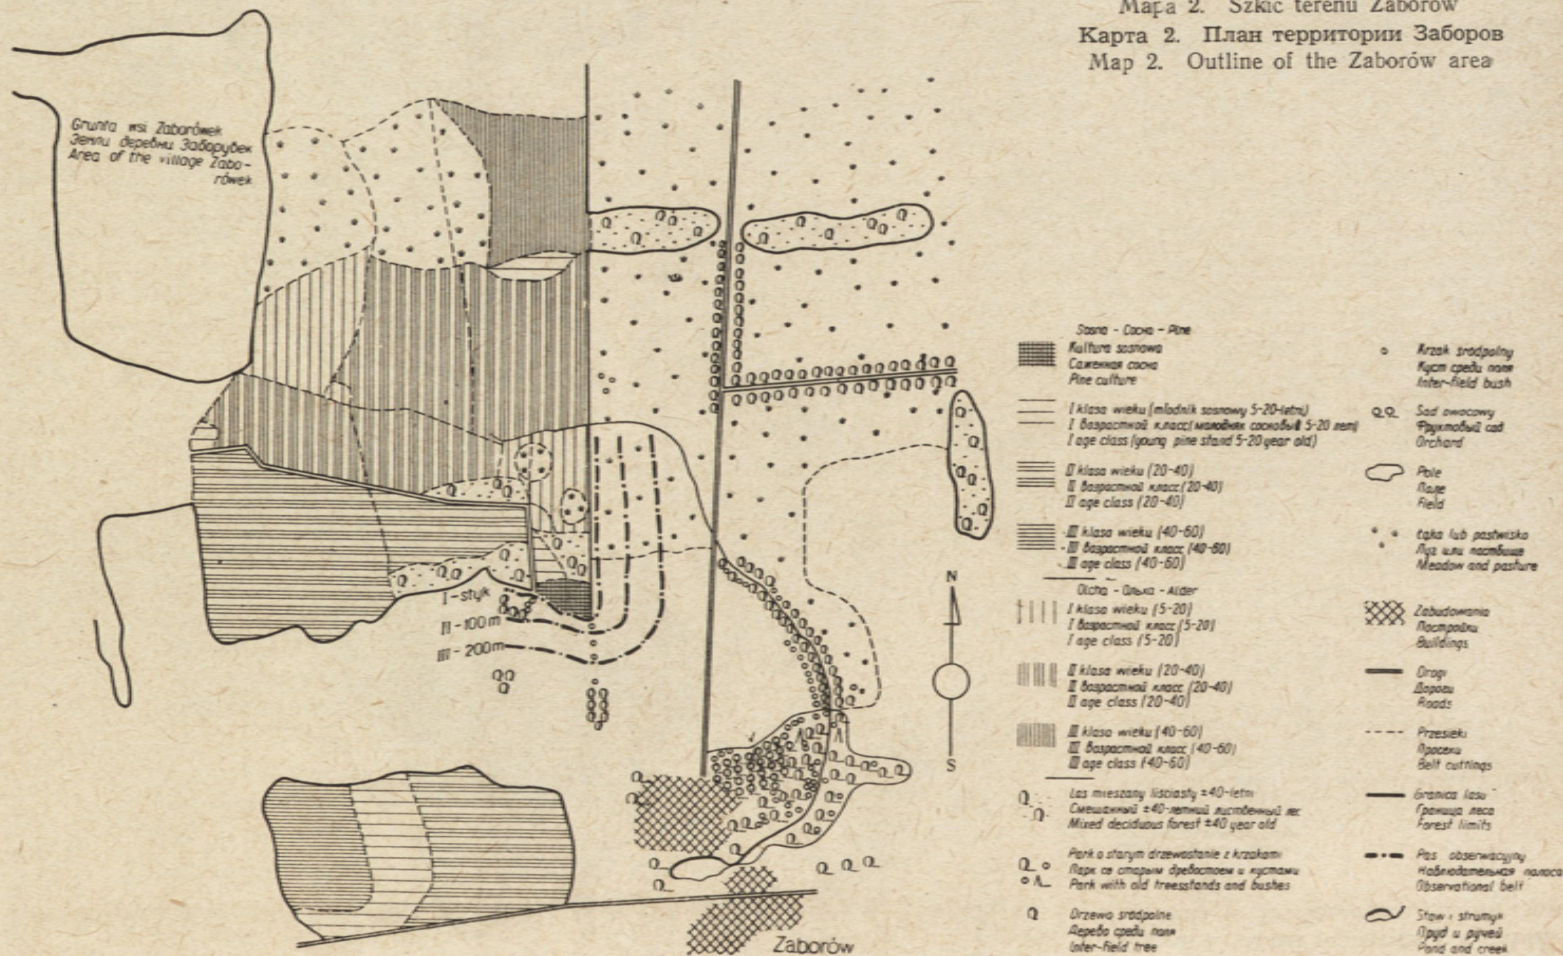 Mapa 2. Szkic terenu Zaborów
Карта 2. План территории Заборов
Map 2. Outline of the Zaborów area
Grunta wsi Zaborówek
Земли деревни Заборувек
Area of the village Zabo-
rówek
I - styk
II - 100 m
III - 200 m
Zaborów
N
S
Sosna - Сосна - Pine
Kultura sosnowa
Саженная сосна
Pine culture
I klasa wieku (młodnik sosnowy 5-20-letni)
I возрастной класс (молодняк сосновый 5-20 лет)
I age class (young pine stand 5-20 year old)
II klasa wieku (20-40)
II возрастной класс (20-40)
II age class (20-40)
III klasa wieku (40-60)
III возрастной класс (40-60)
III age class (40-60)
Olcha - Ольха - Alder
I klasa wieku (5-20)
I возрастной класс (5-20)
I age class (5-20)
II klasa wieku (20-40)
II возрастной класс (20-40)
II age class (20-40)
III klasa wieku (40-60)
III возрастной класс (40-60)
III age class (40-60)
Las mieszany liściasty ±40-letni
Смешанный ±40-летний лиственный лес
Mixed deciduous forest ±40 year old
Park o starym drzewostanie z krzakami
Парк со старым древостоем и кустами
Park with old treesstands and bushes
Drzewo śródpolne
Дерево среди поля
Inter-field tree
Krzak śródpolny
Куст среди поля
Inter-field bush
Sad owocowy
Фруктовый сад
Orchard
Pole
Поле
Field
Łąka lub pastwisko
Луг или пастбище
Meadow and pasture
Zabudowania
Постройки
Buildings
Drogi
Дороги
Roads
Przesieki
Просеки
Belt cuttings
Granica lasu
Граница леса
Forest limits
Pas obserwacyjny
Наблюдательная полоса
Observational belt
Staw i strumyk
Пруд и ручей
Pond and creek